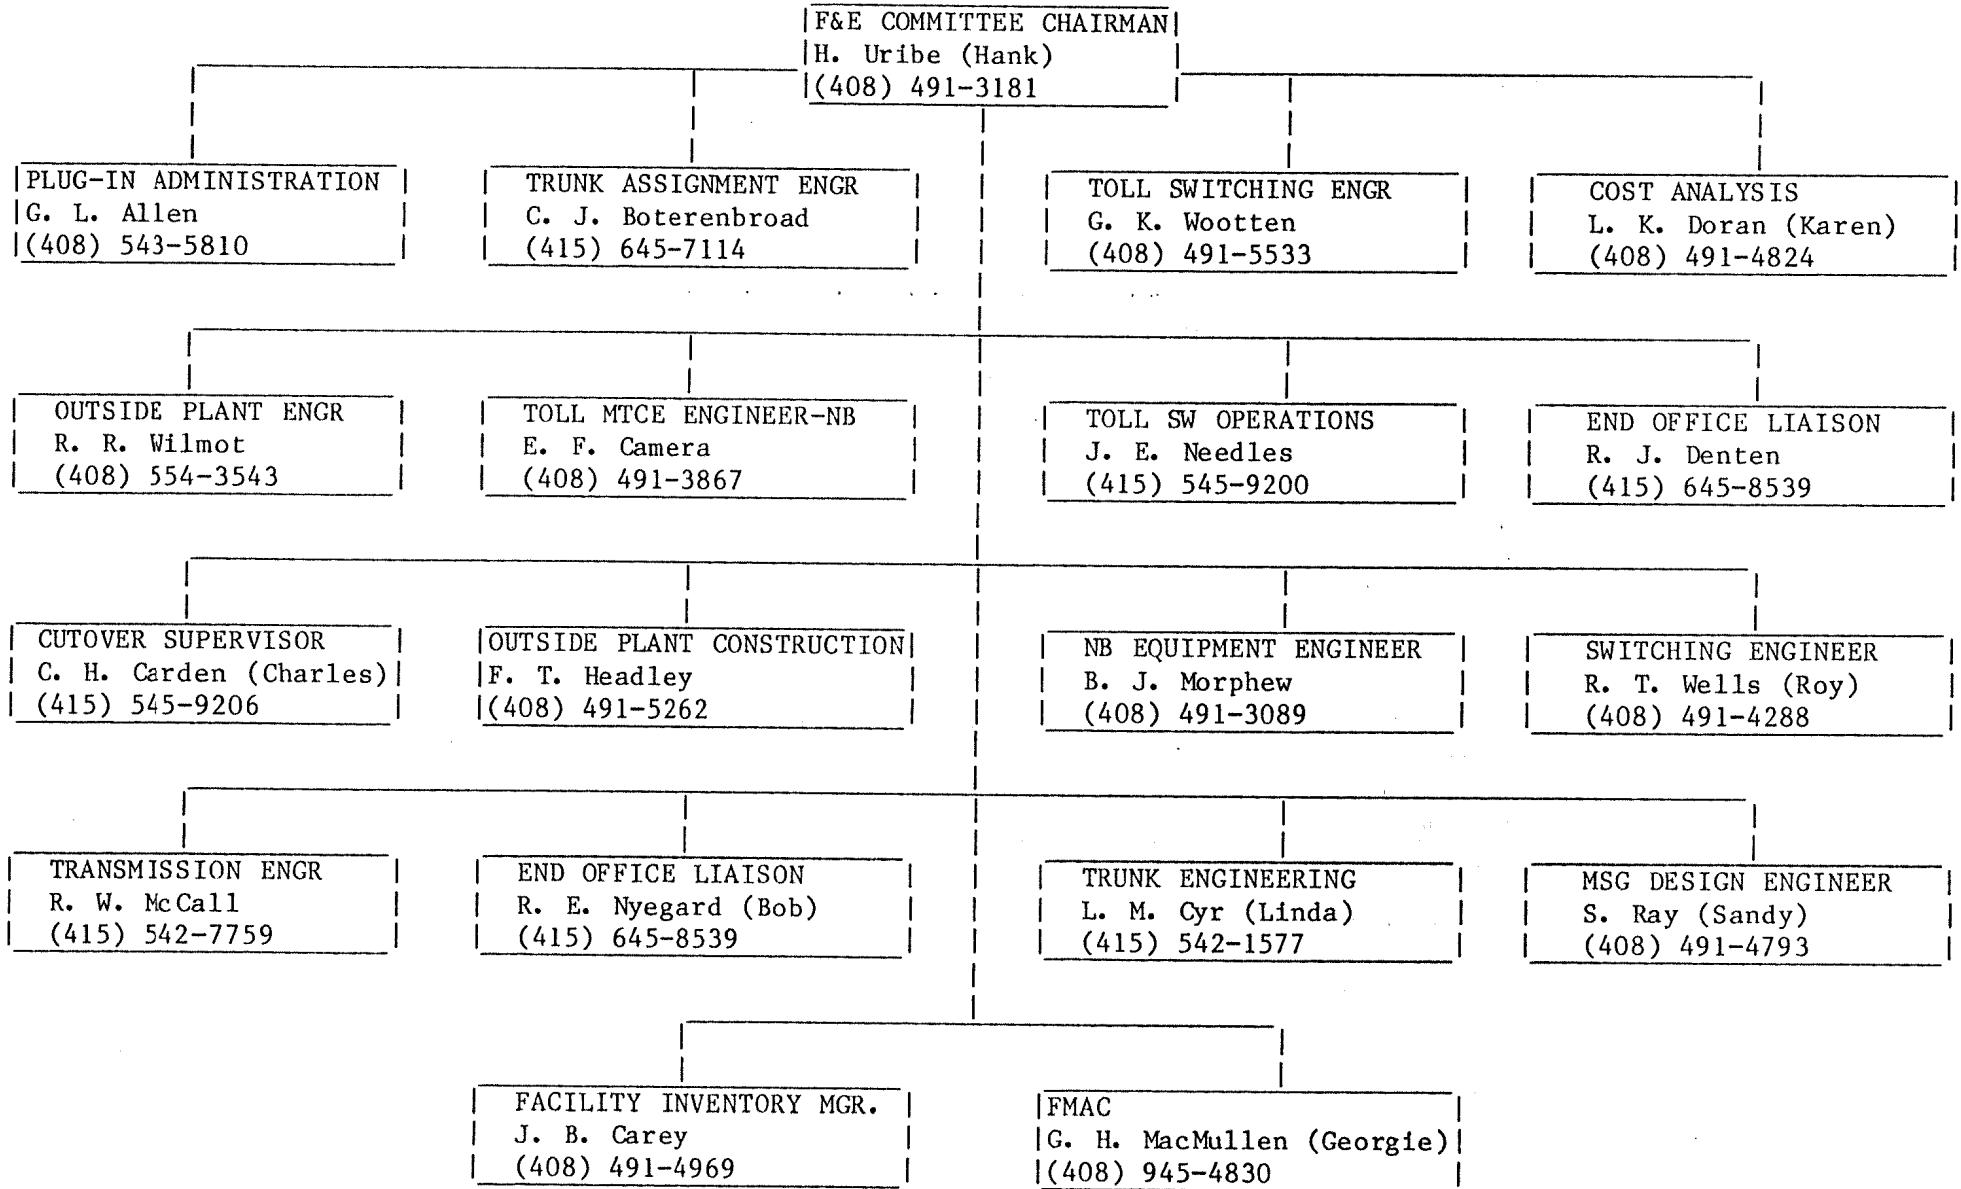 F&E COMMITTEE CHAIRMAN
H. Uribe (Hank)
(408) 491-3181
PLUG-IN ADMINISTRATION
G. L. Allen
(408) 543-5810
TRUNK ASSIGNMENT ENGR
C. J. Boterenbroad
(415) 645-7114
TOLL SWITCHING ENGR
G. K. Wootten
(408) 491-5533
COST ANALYSIS
L. K. Doran (Karen)
(408) 491-4824
OUTSIDE PLANT ENGR
R. R. Wilmot
(408) 554-3543
TOLL MTCE ENGINEER-NB
E. F. Camera
(408) 491-3867
TOLL SW OPERATIONS
J. E. Needles
(415) 545-9200
END OFFICE LIAISON
R. J. Denten
(415) 645-8539
CUTOVER SUPERVISOR
C. H. Carden (Charles)
(415) 545-9206
OUTSIDE PLANT CONSTRUCTION
F. T. Headley
(408) 491-5262
NB EQUIPMENT ENGINEER
B. J. Morphew
(408) 491-3089
SWITCHING ENGINEER
R. T. Wells (Roy)
(408) 491-4288
TRANSMISSION ENGR
R. W. McCall
(415) 542-7759
END OFFICE LIAISON
R. E. Nyegard (Bob)
(415) 645-8539
TRUNK ENGINEERING
L. M. Cyr (Linda)
(415) 542-1577
MSG DESIGN ENGINEER
S. Ray (Sandy)
(408) 491-4793
FACILITY INVENTORY MGR.
J. B. Carey
(408) 491-4969
FMAC
G. H. MacMullen (Georgie)
(408) 945-4830